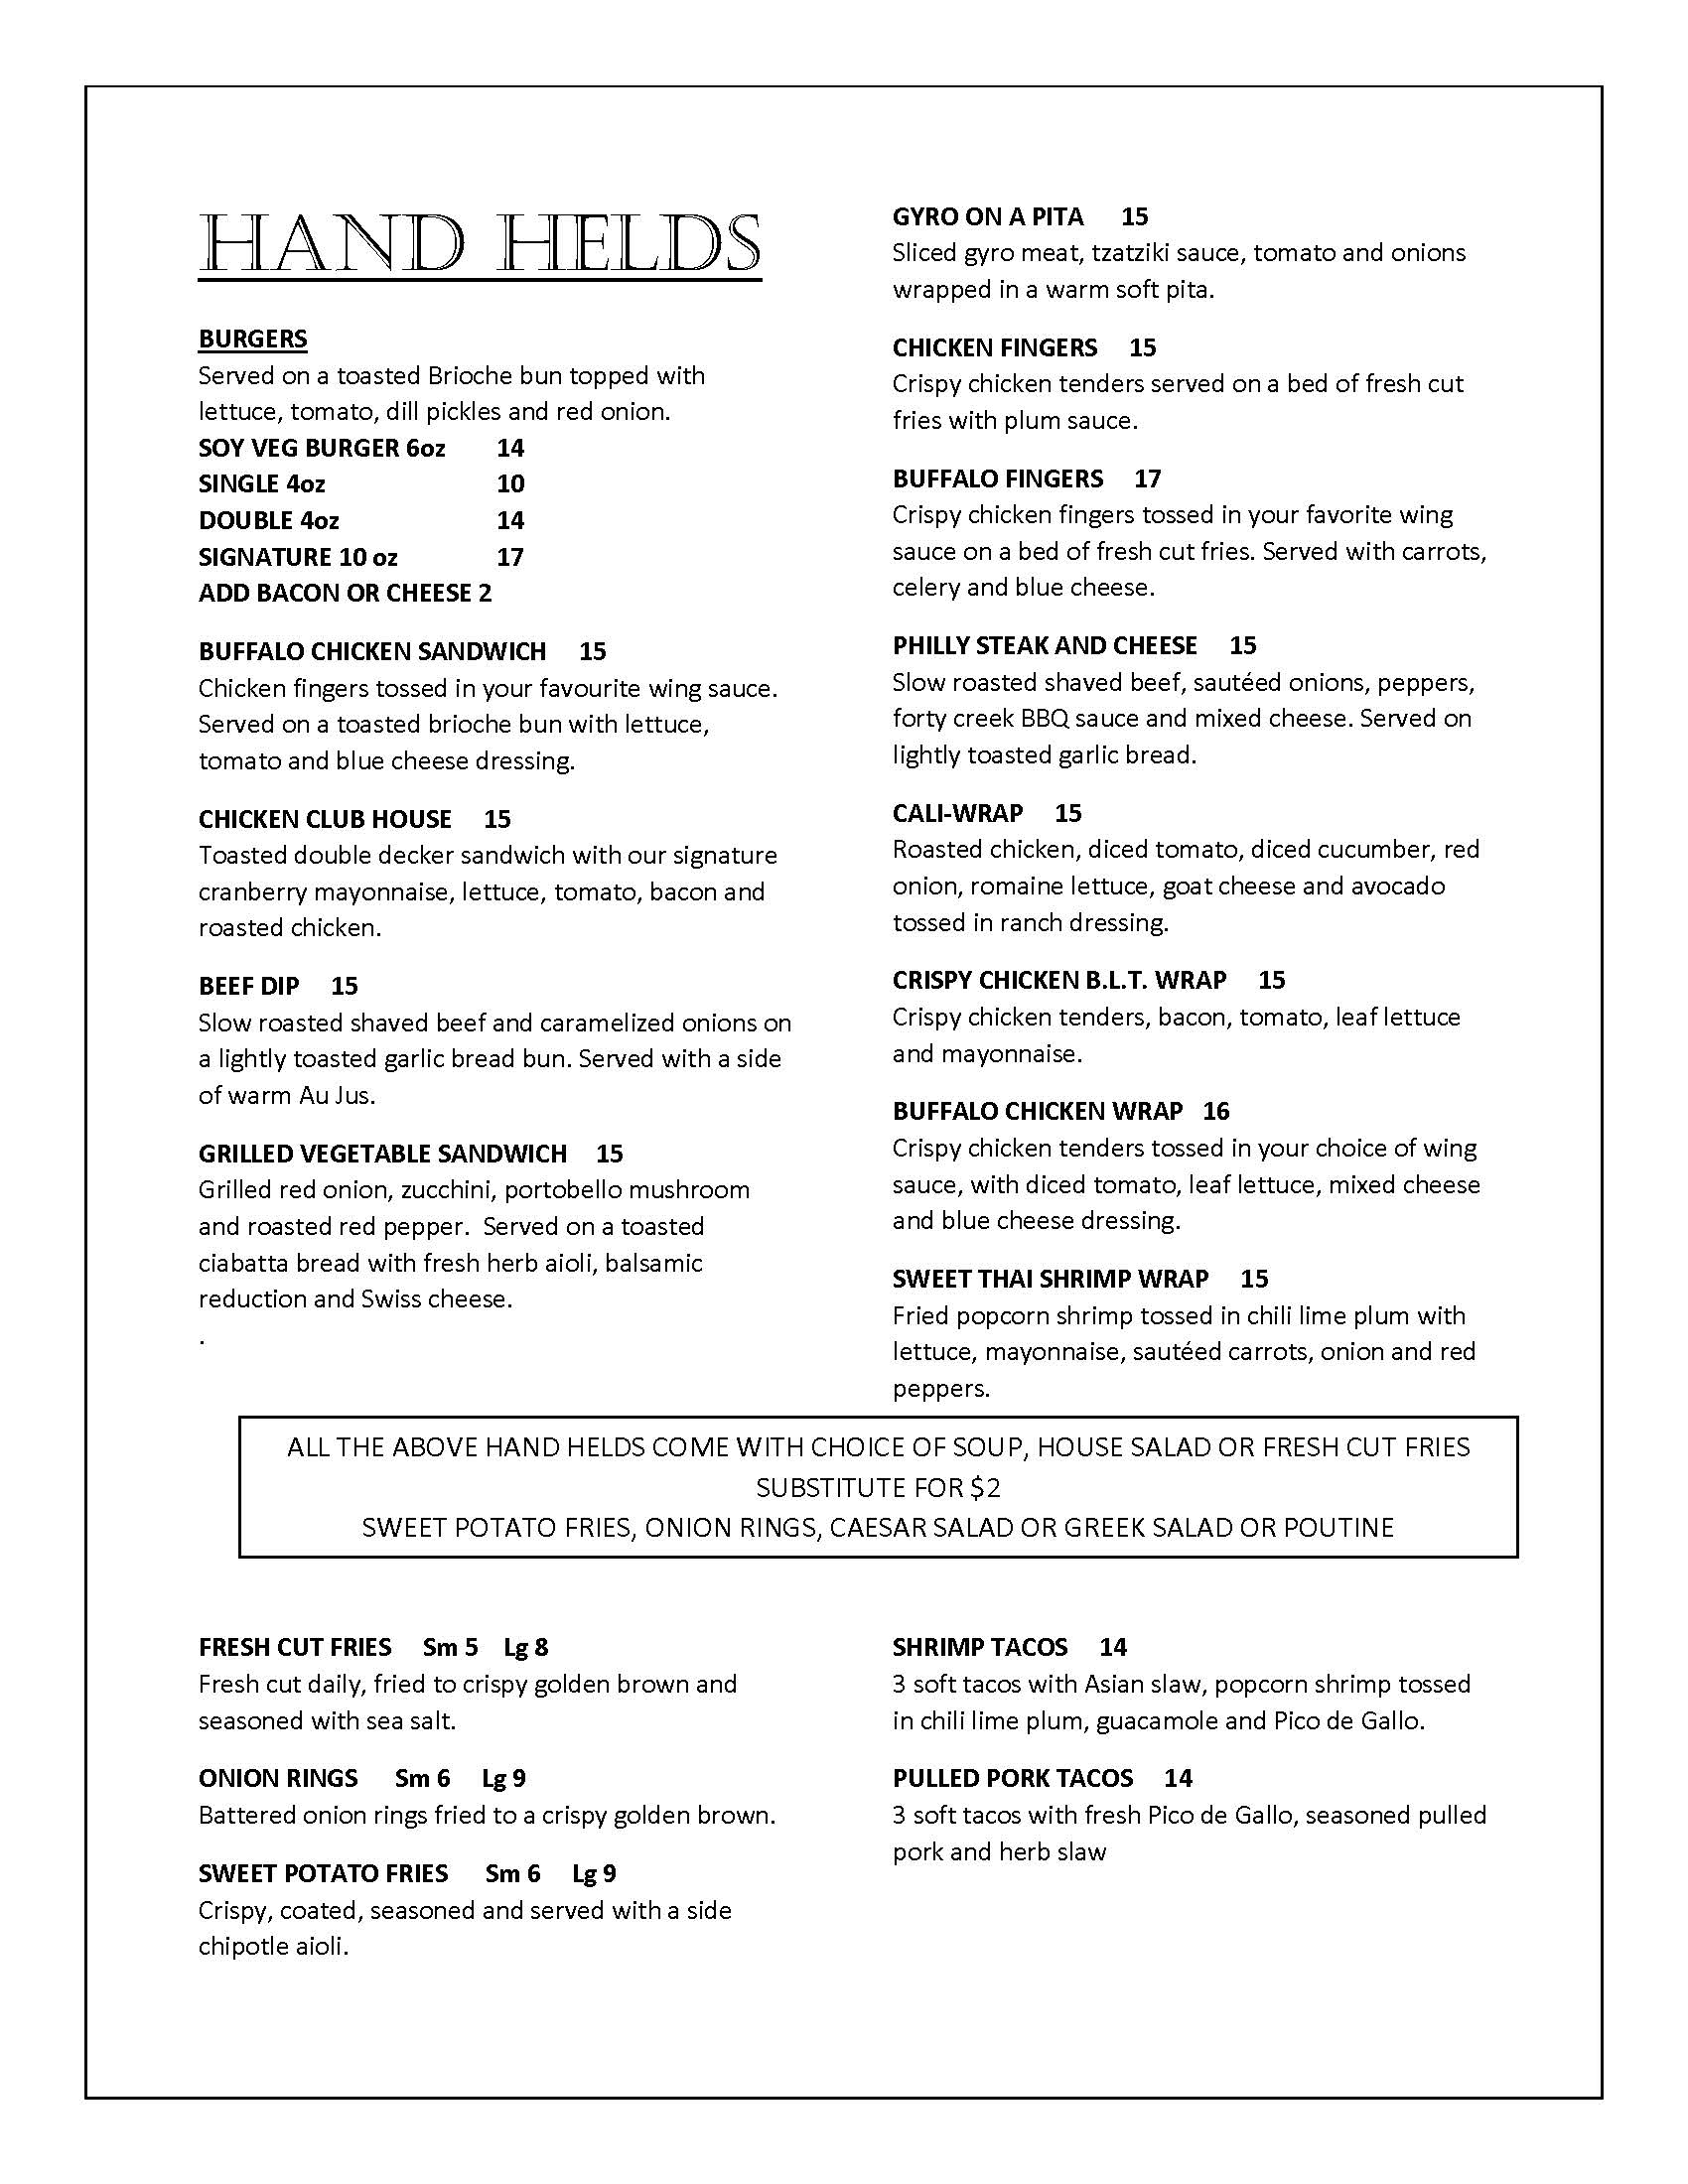 HAND HELDS
BURGERS
Served on a toasted Brioche bun topped with
lettuce, tomato, dill pickles and red onion.
SOY VEG BURGER 6oz 14
SINGLE 4oz 10
DOUBLE 4oz 14
SIGNATURE 10 oz 17
ADD BACON OR CHEESE 2
BUFFALO CHICKEN SANDWICH 15
Chicken fingers tossed in your favourite wing sauce.
Served on a toasted brioche bun with lettuce,
tomato and blue cheese dressing.
CHICKEN CLUB HOUSE 15
Toasted double decker sandwich with our signature
cranberry mayonnaise, lettuce, tomato, bacon and
roasted chicken.
BEEF DIP 15
Slow roasted shaved beef and caramelized onions on
a lightly toasted garlic bread bun. Served with a side
of warm Au Jus.
GRILLED VEGETABLE SANDWICH 15
Grilled red onion, zucchini, portobello mushroom
and roasted red pepper. Served on a toasted
ciabatta bread with fresh herb aioli, balsamic
reduction and Swiss cheese.
.
GYRO ON A PITA 15
Sliced gyro meat, tzatziki sauce, tomato and onions
wrapped in a warm soft pita.
CHICKEN FINGERS 15
Crispy chicken tenders served on a bed of fresh cut
fries with plum sauce.
BUFFALO FINGERS 17
Crispy chicken fingers tossed in your favorite wing
sauce on a bed of fresh cut fries. Served with carrots,
celery and blue cheese.
PHILLY STEAK AND CHEESE 15
Slow roasted shaved beef, sautéed onions, peppers,
forty creek BBQ sauce and mixed cheese. Served on
lightly toasted garlic bread.
CALI-WRAP 15
Roasted chicken, diced tomato, diced cucumber, red
onion, romaine lettuce, goat cheese and avocado
tossed in ranch dressing.
CRISPY CHICKEN B.L.T. WRAP 15
Crispy chicken tenders, bacon, tomato, leaf lettuce
and mayonnaise.
BUFFALO CHICKEN WRAP 16
Crispy chicken tenders tossed in your choice of wing
sauce, with diced tomato, leaf lettuce, mixed cheese
and blue cheese dressing.
SWEET THAI SHRIMP WRAP 15
Fried popcorn shrimp tossed in chili lime plum with
lettuce, mayonnaise, sautéed carrots, onion and red
peppers.
ALL THE ABOVE HAND HELDS COME WITH CHOICE OF SOUP, HOUSE SALAD OR FRESH CUT FRIES
SUBSTITUTE FOR $2
SWEET POTATO FRIES, ONION RINGS, CAESAR SALAD OR GREEK SALAD OR POUTINE
FRESH CUT FRIES Sm 5 Lg 8
Fresh cut daily, fried to crispy golden brown and
seasoned with sea salt.
ONION RINGS Sm 6 Lg 9
Battered onion rings fried to a crispy golden brown.
SWEET POTATO FRIES Sm 6 Lg 9
Crispy, coated, seasoned and served with a side
chipotle aioli.
SHRIMP TACOS 14
3 soft tacos with Asian slaw, popcorn shrimp tossed
in chili lime plum, guacamole and Pico de Gallo.
PULLED PORK TACOS 14
3 soft tacos with fresh Pico de Gallo, seasoned pulled
pork and herb slaw